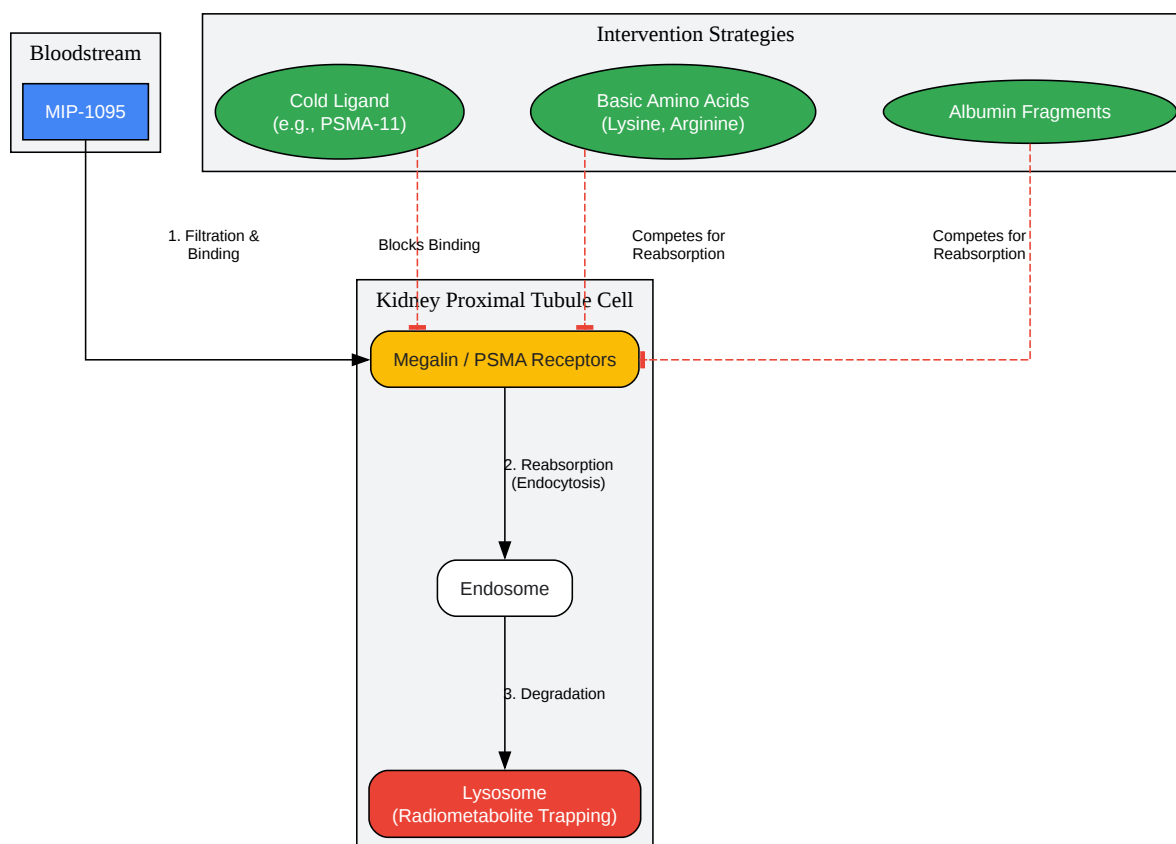 Intervention Strategies
Bloodstream
MIP-1095
Cold Ligand
(e.g., PSMA-11)
Basic Amino Acids
(Lysine, Arginine)
Albumin Fragments
1. Filtration &
Binding
Blocks Binding
Competes for
Reabsorption
Competes for
Reabsorption
Kidney Proximal Tubule Cell
Megalin / PSMA Receptors
2. Reabsorption
(Endocytosis)
Endosome
3. Degradation
Lysosome
(Radiometabolite Trapping)